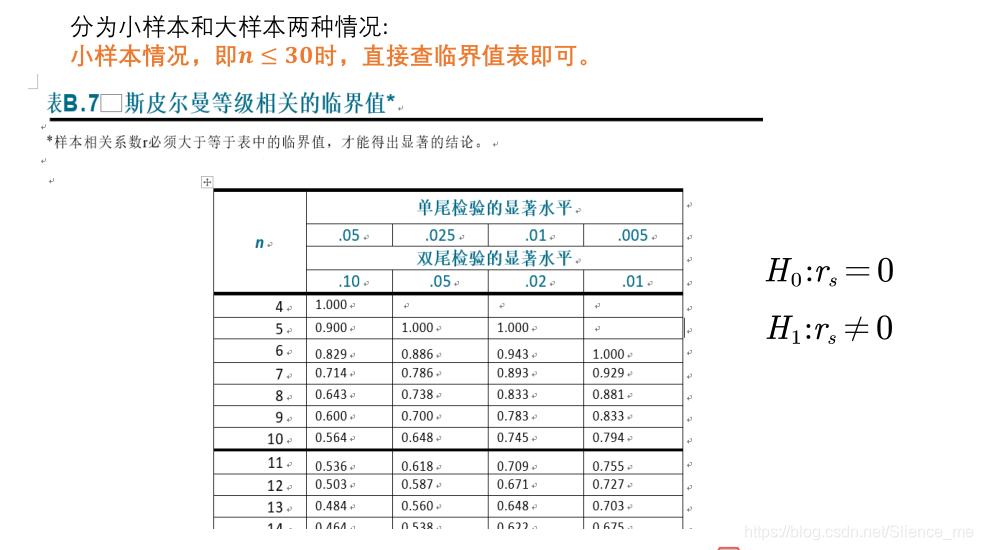 分为小样本和大样本两种情况:
小样本情况，即n ≤ 30时，直接查临界值表即可。
表B.7□斯皮尔曼等级相关的临界值*
*样本相关系数r必须大于等于表中的临界值，才能得出显著的结论。
n 单尾检验的显著水平
.05 .025 .01 .005
双尾检验的显著水平
.10 .05 .02 .01
4 1.000
5 0.900 1.000 1.000
6 0.829 0.886 0.943 1.000
7 0.714 0.786 0.893 0.929
8 0.643 0.738 0.833 0.881
9 0.600 0.700 0.783 0.833
10 0.564 0.648 0.745 0.794
11 0.536 0.618 0.709 0.755
12 0.503 0.587 0.671 0.727
13 0.484 0.560 0.648 0.703
14 0.464 0.538 0.622 0.675
H₀:rₛ=0
H₁:rₛ≠0
https://blog.csdn.net/Slience_me